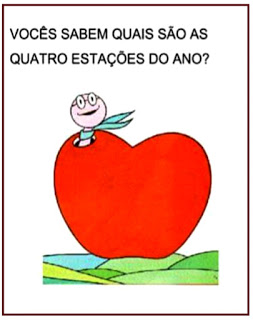 VOCÊS SABEM QUAIS SÃO AS
QUATRO ESTAÇÕES DO ANO?